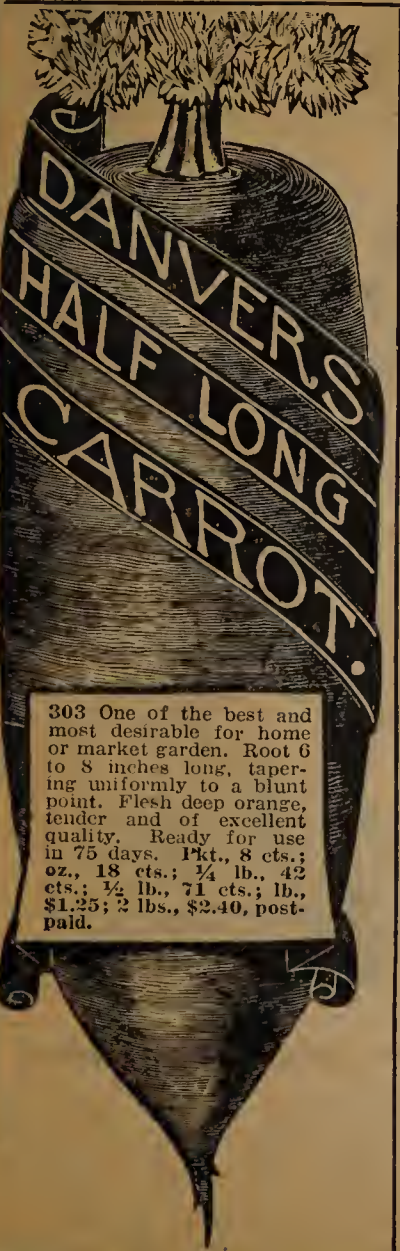 DANVERS
HALF LONG
CARROT.
303 One of the best and
most desirable for home
or market garden. Root 6
to 8 inches long, taper-
ing uniformly to a blunt
point. Flesh deep orange,
tender and of excellent
quality. Ready for use
in 75 days. Pkt., 8 cts.;
oz., 18 cts.; ¼ lb., 42
cts.; ½ lb., 71 cts.; lb.,
$1.25; 2 lbs., $2.40, post-
paid.